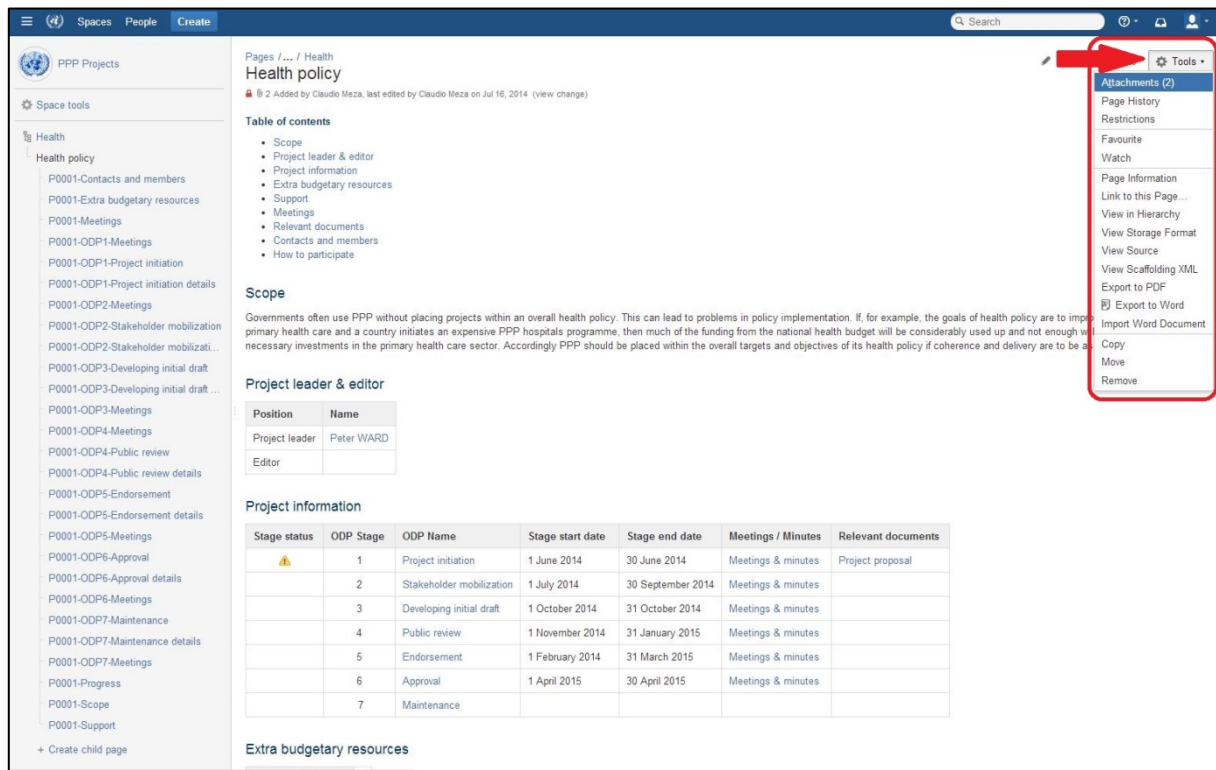 Spaces People Create Search
PPP Projects
Space tools
Health
Health policy
P0001-Contacts and members
P0001-Extra budgetary resources
P0001-Meetings
P0001-ODP1-Meetings
P0001-ODP1-Project initiation
P0001-ODP1-Project initiation details
P0001-ODP2-Meetings
P0001-ODP2-Stakeholder mobilization
P0001-ODP2-Stakeholder mobilizati...
P0001-ODP3-Developing initial draft
P0001-ODP3-Developing initial draft ...
P0001-ODP3-Meetings
P0001-ODP4-Meetings
P0001-ODP4-Public review
P0001-ODP4-Public review details
P0001-ODP5-Endorsement
P0001-ODP5-Endorsement details
P0001-ODP5-Meetings
P0001-ODP6-Approval
P0001-ODP6-Approval details
P0001-ODP6-Meetings
P0001-ODP7-Maintenance
P0001-ODP7-Maintenance details
P0001-ODP7-Meetings
P0001-Progress
P0001-Scope
P0001-Support
+ Create child page
Pages /... / Health
Health policy
2 Added by Claudio Meza, last edited by Claudio Meza on Jul 16, 2014 (view change)
Table of contents
• Scope
• Project leader & editor
• Project information
• Extra budgetary resources
• Support
• Meetings
• Relevant documents
• Contacts and members
• How to participate
Scope
Governments often use PPP without placing projects within an overall health policy. This can lead to problems in policy implementation. If, for example, the goals of health policy are to
primary health care and a country initiates an expensive PPP hospitals programme, then much of the funding from the national health budget will be considerably used up and not enough
necessary investments in the primary health care sector. Accordingly PPP should be placed within the overall targets and objectives of its health policy if coherence and delivery are to be
Project leader & editor
Position Name
Project leader Peter WARD
Editor
Project information
Stage status ODP Stage ODP Name Stage start date Stage end date Meetings / Minutes Relevant documents
1 Project initiation 1 June 2014 30 June 2014 Meetings & minutes Project proposal
2 Stakeholder mobilization 1 July 2014 30 September 2014 Meetings & minutes
3 Developing initial draft 1 October 2014 31 October 2014 Meetings & minutes
4 Public review 1 November 2014 31 January 2015 Meetings & minutes
5 Endorsement 1 February 2014 31 March 2015 Meetings & minutes
6 Approval 1 April 2015 30 April 2015 Meetings & minutes
7 Maintenance
Extra budgetary resources
Tools
Attachments (2)
Page History
Restrictions
Favourite
Watch
Page Information
Link to this Page...
View in Hierarchy
View Storage Format
View Source
View Scaffolding XML
Export to PDF
Export to Word
Import Word Document
Copy
Move
Remove